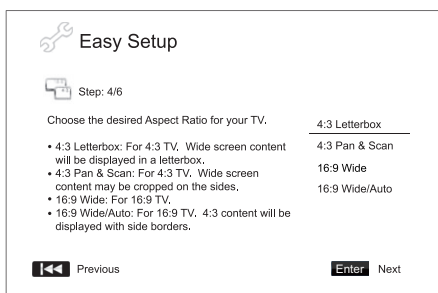 Easy Setup
Step: 4/6
Choose the desired Aspect Ratio for your TV.
• 4:3 Letterbox: For 4:3 TV. Wide screen content
will be displayed in a letterbox.
• 4:3 Pan & Scan: For 4:3 TV. Wide screen
content may be cropped on the sides.
• 16:9 Wide: For 16:9 TV.
• 16:9 Wide/Auto: For 16:9 TV. 4:3 content will be
displayed with side borders.
4:3 Letterbox
4:3 Pan & Scan
16:9 Wide
16:9 Wide/Auto
Previous
Enter Next